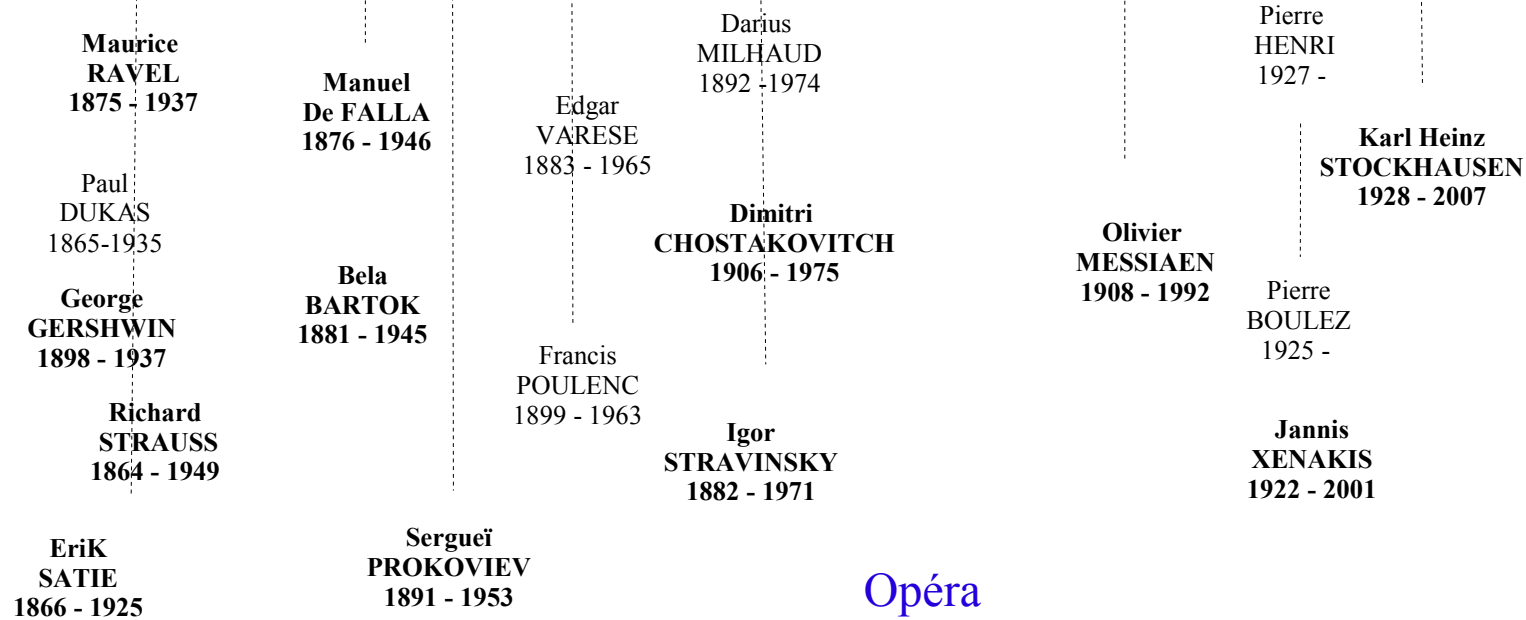 Maurice
RAVEL
1875 - 1937
Manuel
De FALLA
1876 - 1946
Edgar
VARESE
1883 - 1965
Darius
MILHAUD
1892 -1974
Pierre
HENRI
1927 -
Karl Heinz
STOCKHAUSEN
1928 - 2007
Paul
DUKAS
1865-1935
Dimitri
CHOSTAKOVITCH
1906 - 1975
Olivier
MESSIAEN
1908 - 1992
George
GERSHWIN
1898 - 1937
Bela
BARTOK
1881 - 1945
Pierre
BOULEZ
1925 -
Francis
POULENC
1899 - 1963
Richard
STRAUSS
1864 - 1949
Igor
STRAVINSKY
1882 - 1971
Jannis
XENAKIS
1922 - 2001
EriK
SATIE
1866 - 1925
Sergueï
PROKOVIEV
1891 - 1953
Opéra